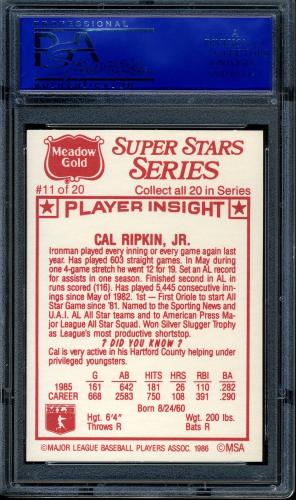 PROFESSIONAL
PSA
Meadow
Gold
SUPER STARS
SERIES
#11 of 20
Collect all 20 in Series
PLAYER INSIGHT
CAL RIPKIN, JR.
Ironman played every inning or every game again last
year. Has played 603 straight games. In May during
one 4-game stretch he went 12 for 19. Set an AL record
for assists in one season. Finished second in AL in
runs scored (116). Has played 5,445 consecutive innings
since May of 1982. 1st — First Oriole to start All
Star Game since '81. Named to the Sporting News
and U.A.I. AL All Star teams and to American Press Ma-
jor League All Star Squad. Won Silver Slugger Trophy
as League's most productive shortstop.
? DID YOU KNOW ?
Cal is very active in his Hartford County helping under
privileged youngsters.
G AB HITS HRS RBI BA
1985 161 642 181 26 110 .282
CAREER 668 2583 750 108 391 .290
Born 8/24/60
MLB
Hgt. 6'4" Wgt. 200 lbs.
Throws R Bats R
©MAJOR LEAGUE BASEBALL PLAYERS ASSOC. 1986 ©MSA